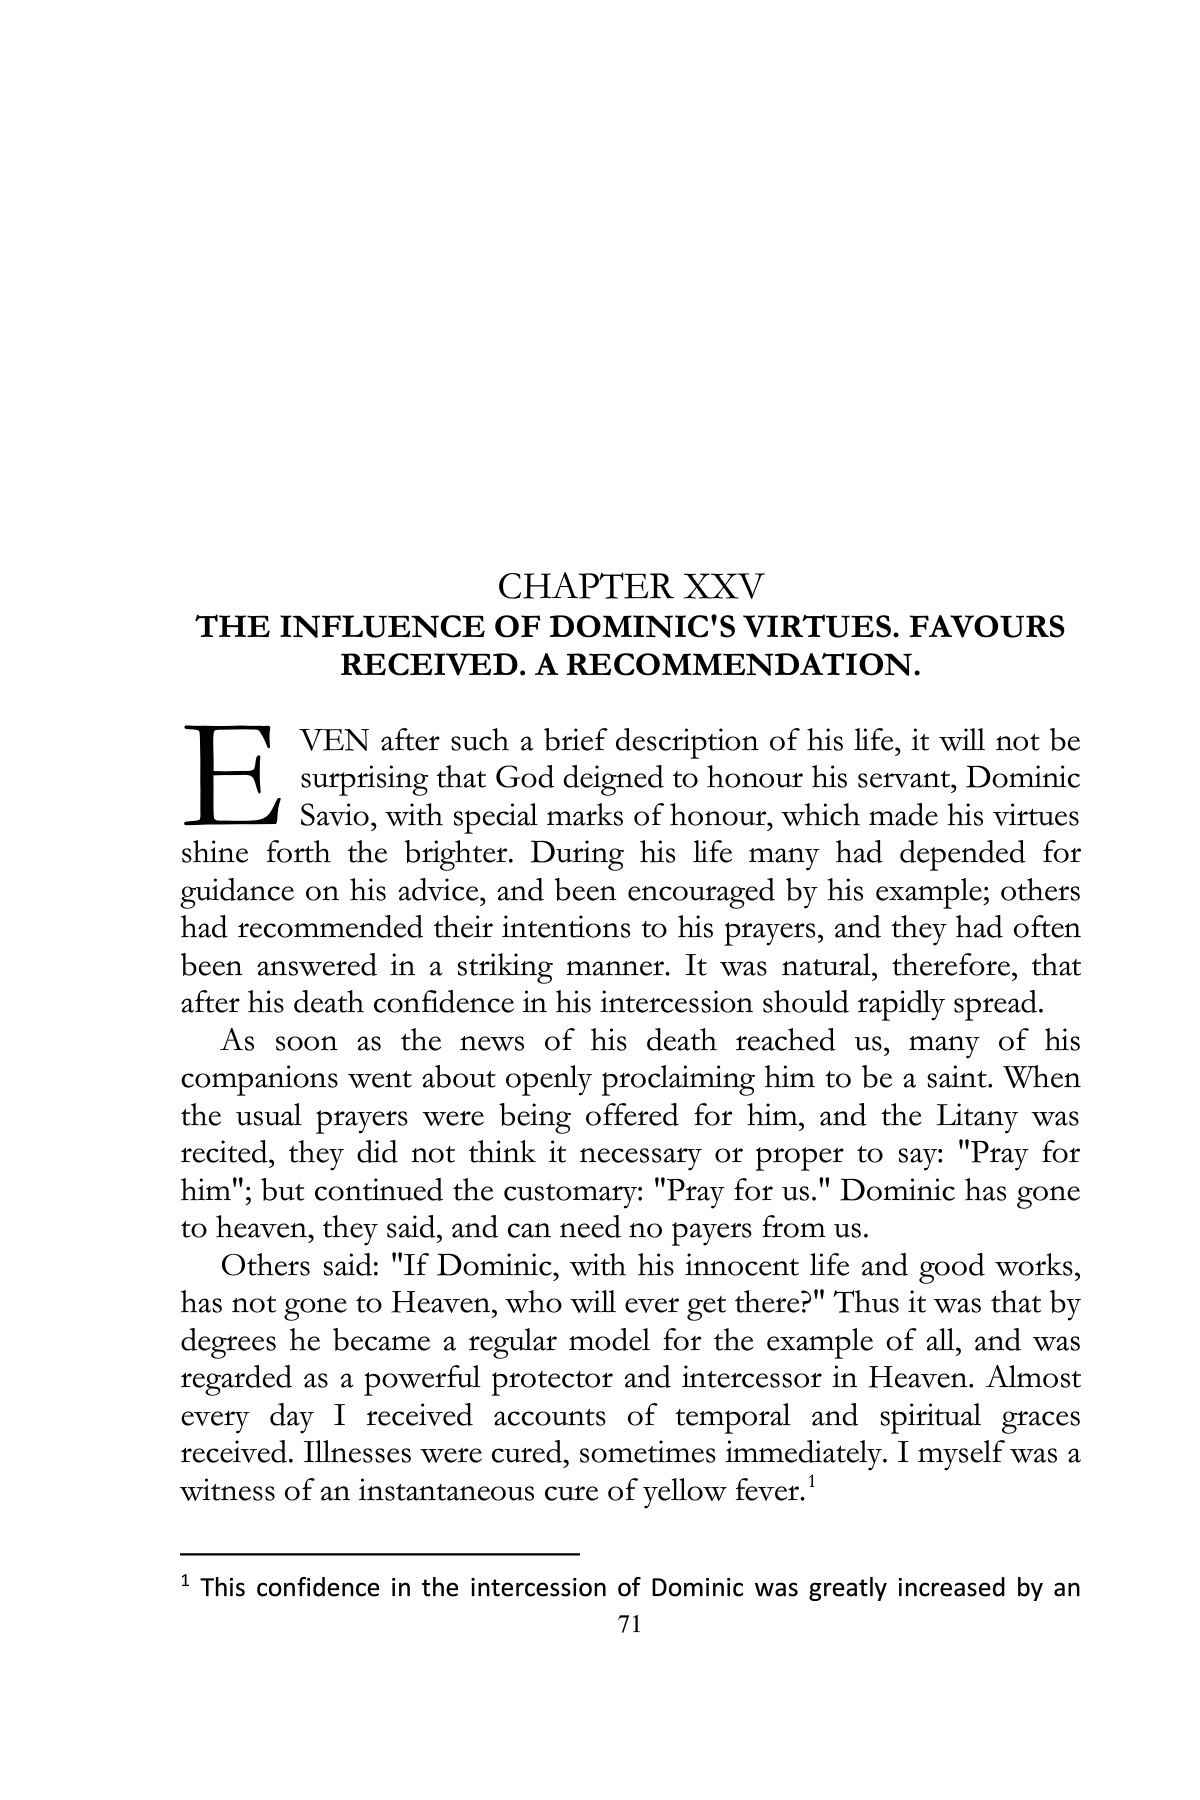 CHAPTER XXV
THE INFLUENCE OF DOMINIC'S VIRTUES. FAVOURS
RECEIVED. A RECOMMENDATION.
EVEN after such a brief description of his life, it will not be
surprising that God deigned to honour his servant, Dominic
Savio, with special marks of honour, which made his virtues
shine forth the brighter. During his life many had depended for
guidance on his advice, and been encouraged by his example; others
had recommended their intentions to his prayers, and they had often
been answered in a striking manner. It was natural, therefore, that
after his death confidence in his intercession should rapidly spread.
As soon as the news of his death reached us, many of his
companions went about openly proclaiming him to be a saint. When
the usual prayers were being offered for him, and the Litany was
recited, they did not think it necessary or proper to say: "Pray for
him"; but continued the customary: "Pray for us." Dominic has gone
to heaven, they said, and can need no payers from us.
Others said: "If Dominic, with his innocent life and good works,
has not gone to Heaven, who will ever get there?" Thus it was that by
degrees he became a regular model for the example of all, and was
regarded as a powerful protector and intercessor in Heaven. Almost
every day I received accounts of temporal and spiritual graces
received. Illnesses were cured, sometimes immediately. I myself was a
witness of an instantaneous cure of yellow fever.1
1 This confidence in the intercession of Dominic was greatly increased by an
71